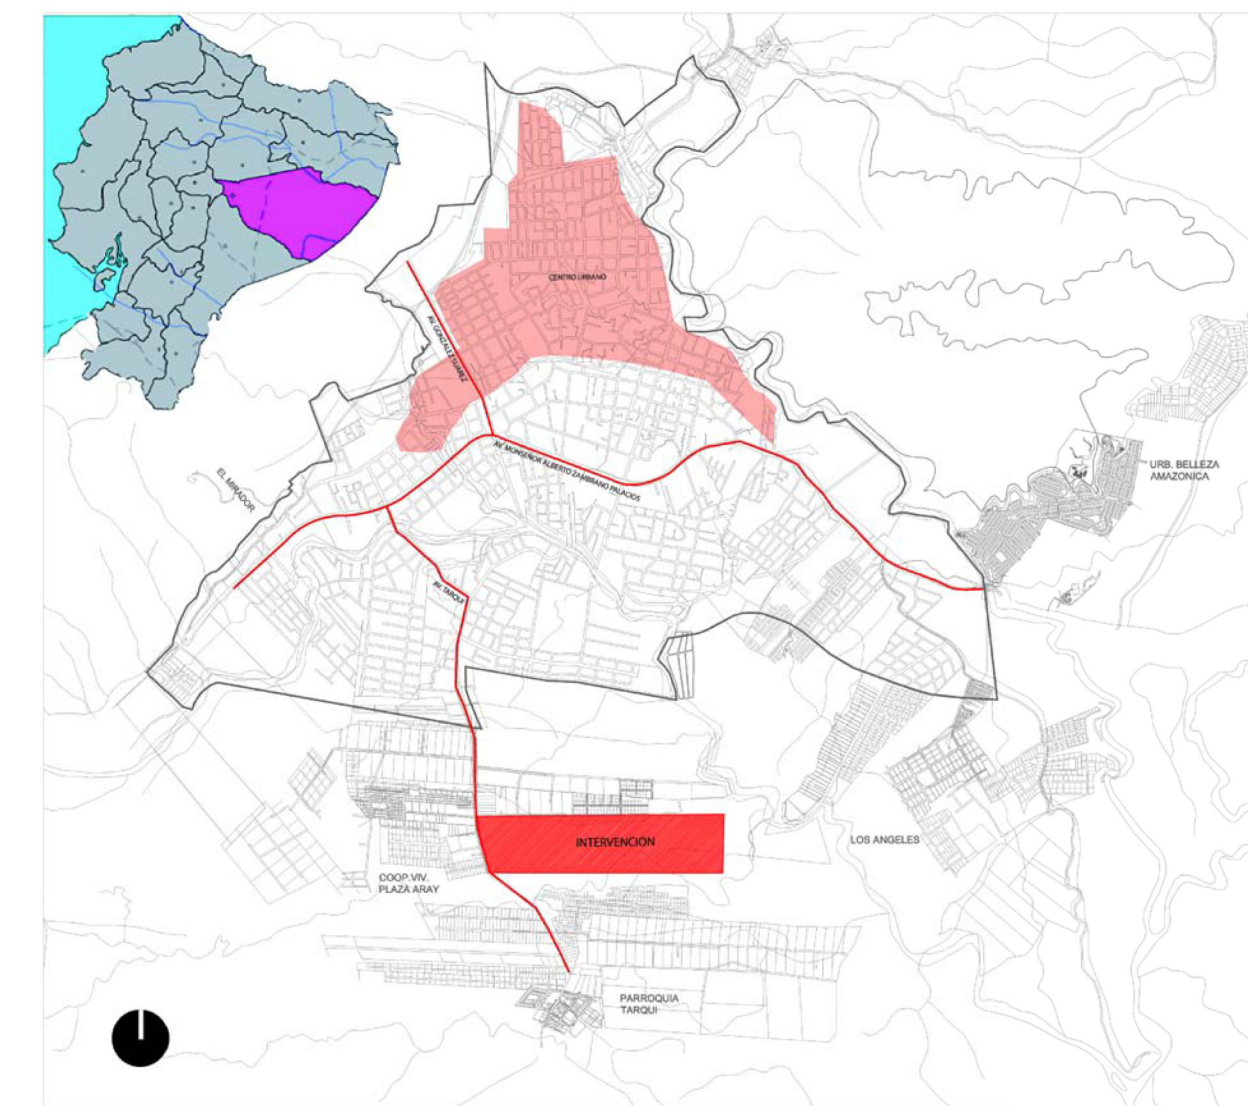 CENTRO URBANO
AV. GONZALEZ SUAREZ
AV. MONSEÑOR ALBERTO ZAMBRANO PALACIOS
URB. BELLEZA
AMAZONICA
EL MIRADOR
AV. TARQUI
INTERVENCION
LOS ANGELES
COOP.VIV.
PLAZA ARAY
PARROQUIA
TARQUI